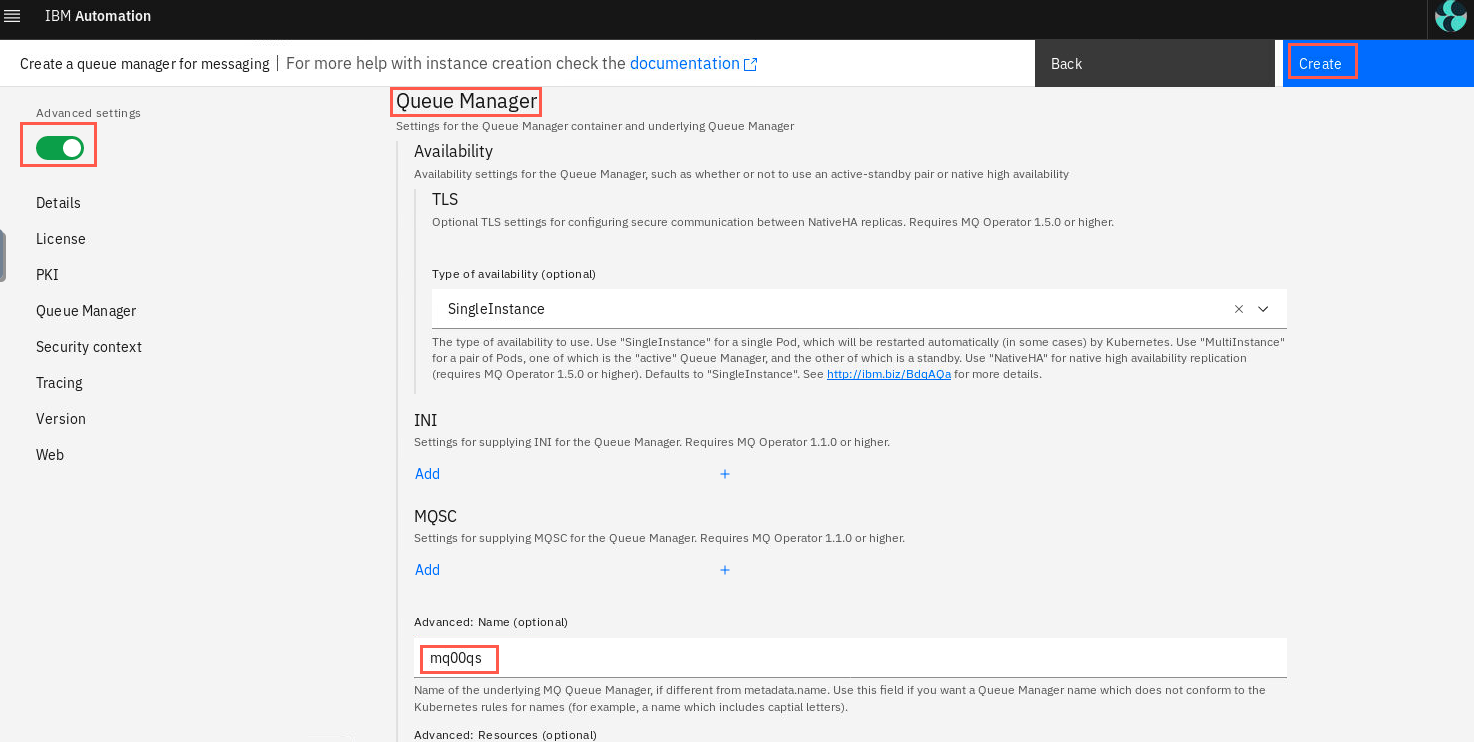 IBM Automation
Create a queue manager for messaging | For more help with instance creation check the documentation
Back
Create
Advanced settings
Details
License
PKI
Queue Manager
Security context
Tracing
Version
Web
Queue Manager
Settings for the Queue Manager container and underlying Queue Manager
Availability
Availability settings for the Queue Manager, such as whether or not to use an active-standby pair or native high availability
TLS
Optional TLS settings for configuring secure communication between NativeHA replicas. Requires MQ Operator 1.5.0 or higher.
Type of availability (optional)
SingleInstance
The type of availability to use. Use "SingleInstance" for a single Pod, which will be restarted automatically (in some cases) by Kubernetes. Use "MultiInstance"
for a pair of Pods, one of which is the "active" Queue Manager, and the other of which is a standby. Use "NativeHA" for native high availability replication
(requires MQ Operator 1.5.0 or higher). Defaults to "SingleInstance". See http://ibm.biz/BdqAQa for more details.
INI
Settings for supplying INI for the Queue Manager. Requires MQ Operator 1.1.0 or higher.
Add +
MQSC
Settings for supplying MQSC for the Queue Manager. Requires MQ Operator 1.1.0 or higher.
Add +
Advanced: Name (optional)
mq00qs
Name of the underlying MQ Queue Manager, if different from metadata.name. Use this field if you want a Queue Manager name which does not conform to the
Kubernetes rules for names (for example, a name which includes captial letters).
Advanced: Resources (optional)